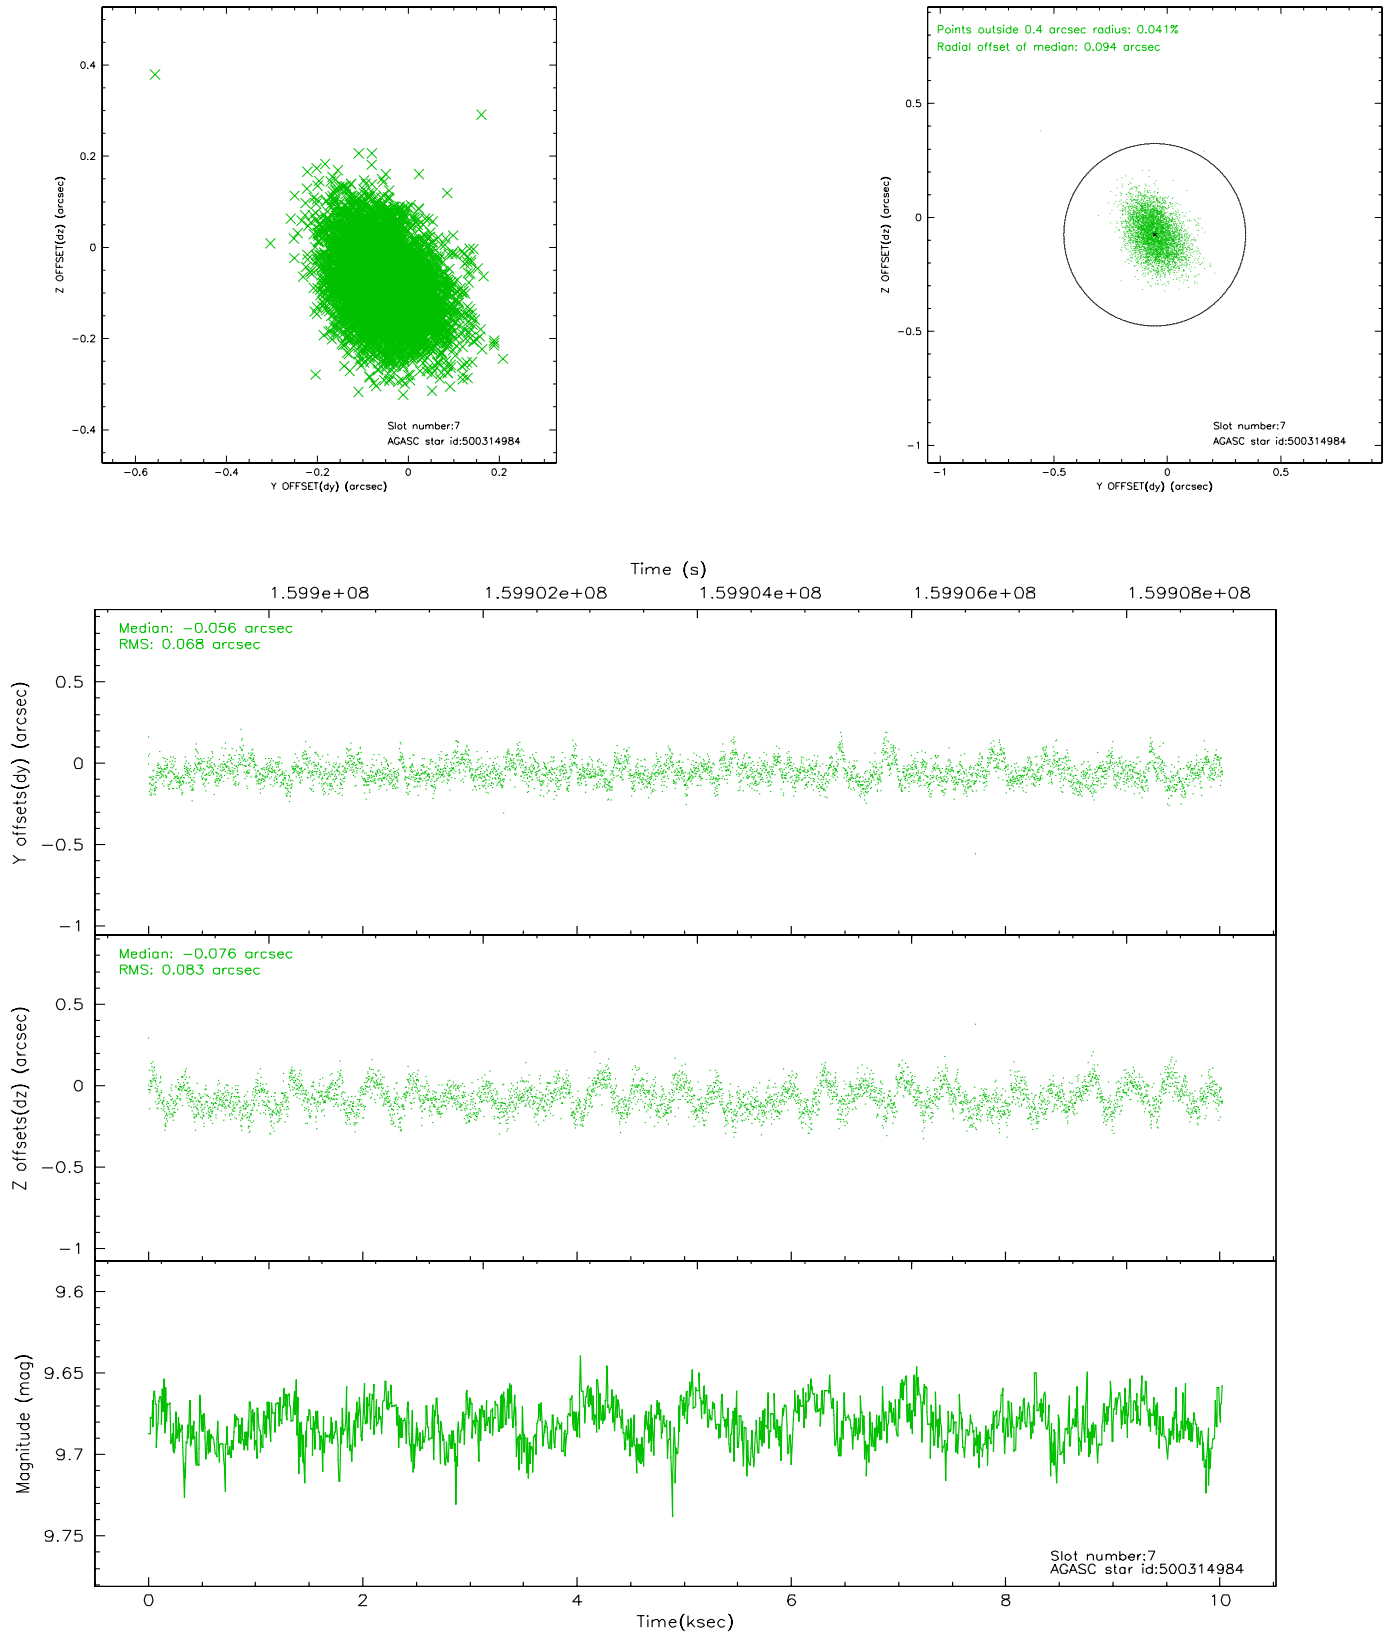 0.4
0.2
0
−0.2
−0.4
−0.6
−0.4
−0.2
0
0.2
Z OFFSET(dz) (arcsec)
Y OFFSET(dy) (arcsec)
Slot number:7
AGASC star id:500314984
Points outside 0.4 arcsec radius: 0.041%
Radial offset of median: 0.094 arcsec
0.5
0
−0.5
−1
−1
−0.5
0
0.5
Z OFFSET(dz) (arcsec)
Y OFFSET(dy) (arcsec)
Slot number:7
AGASC star id:500314984
Time (s)
1.599e+08
1.59902e+08
1.59904e+08
1.59906e+08
1.59908e+08
Median: −0.056 arcsec
RMS: 0.068 arcsec
0.5
0
−0.5
−1
Y offsets(dy) (arcsec)
Median: −0.076 arcsec
RMS: 0.083 arcsec
0.5
0
−0.5
−1
Z offsets(dz) (arcsec)
9.6
9.65
9.7
9.75
Magnitude (mag)
Slot number:7
AGASC star id:500314984
0
2
4
6
8
10
Time(ksec)